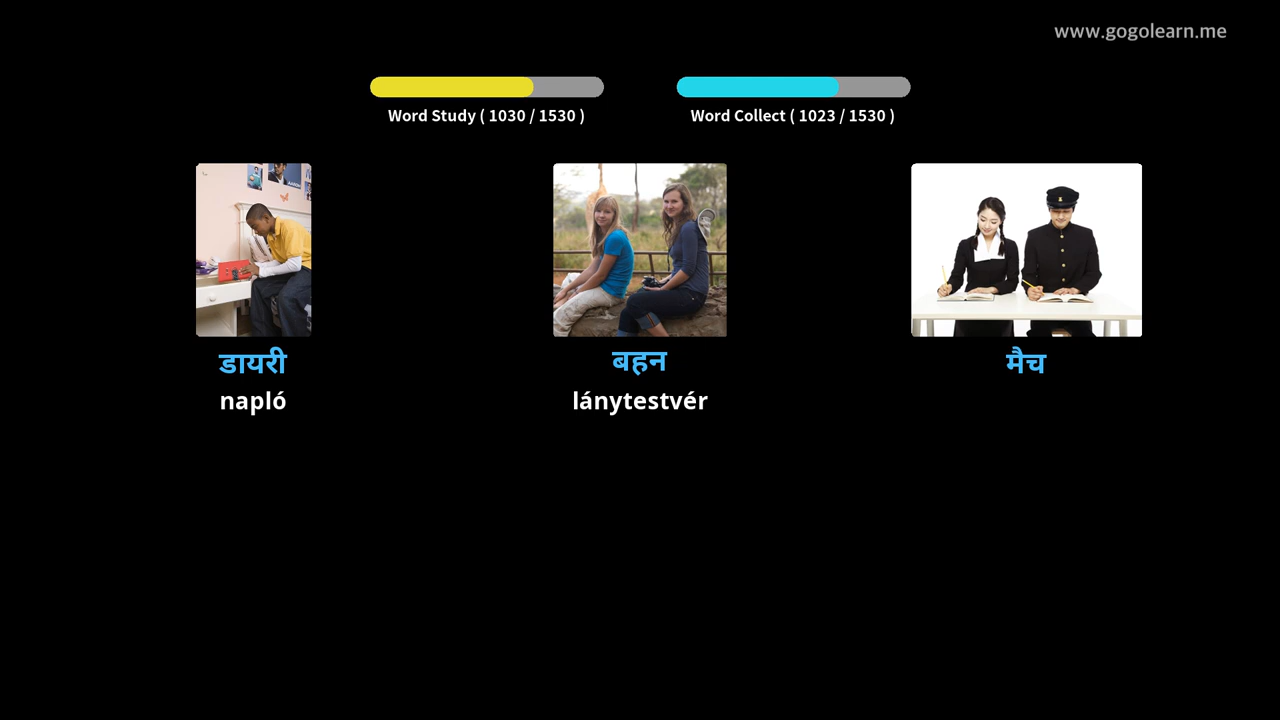 www.gogolearn.me
Word Study ( 1030 / 1530 )
Word Collect ( 1023 / 1530 )
डायरी
बहन
मैच
napló
lánytestvér